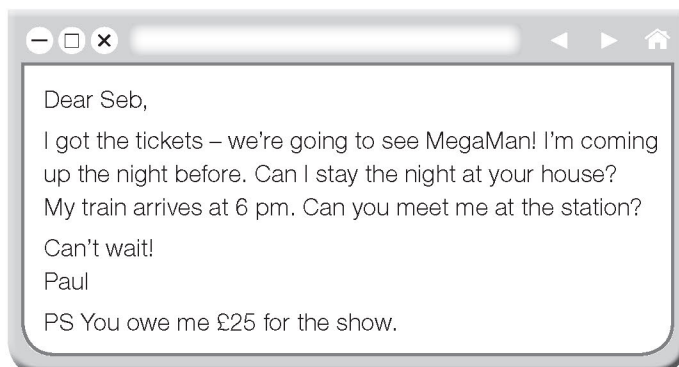 Dear Seb,
I got the tickets – we're going to see MegaMan! I'm coming
up the night before. Can I stay the night at your house?
My train arrives at 6 pm. Can you meet me at the station?
Can't wait!
Paul
PS You owe me £25 for the show.